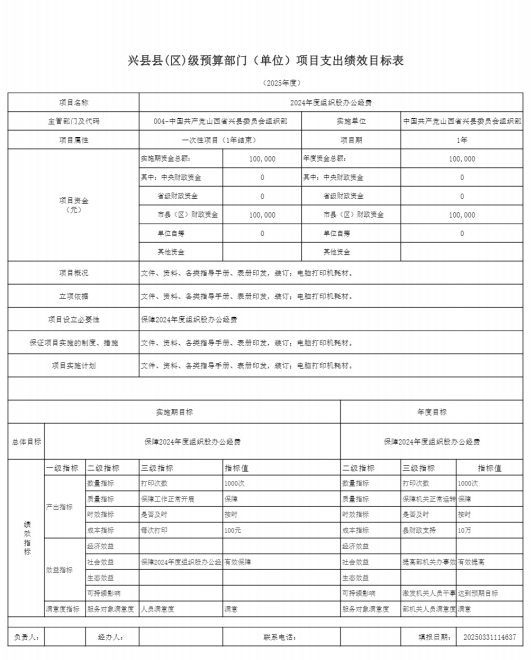 兴县县(区)级预算部门（单位）项目支出绩效目标表
（2025年度）
项目名称 2024年度组织股办公经费
主管部门及代码 004-中国共产党山西省兴县委员会组织部 实施单位 中国共产党山西省兴县委员会组织部
项目属性 一次性项目（1年结束） 项目期 1年
项目资金（元） 实施期资金总额: 100,000 年度资金总额: 100,000
其中: 中央财政资金 0 其中: 中央财政资金 0
省级财政资金 0 省级财政资金 0
市县（区）财政资金 100,000 市县（区）财政资金 100,000
单位自筹 0 单位自筹 0
其他资金 其他资金
项目概况 文件、资料、各类指导手册、表册印发，装订；电脑打印机耗材。
立项依据 文件、资料、各类指导手册、表册印发，装订；电脑打印机耗材。
项目设立必要性 保障2024年度组织股办公经费
保证项目实施的制度、措施 文件、资料、各类指导手册、表册印发，装订；电脑打印机耗材。
项目实施计划 文件、资料、各类指导手册、表册印发，装订；电脑打印机耗材。
实施期目标 年度目标
总体目标 保障2024年度组织股办公经费 保障2024年度组织股办公经费
绩效指标 一级指标 二级指标 三级指标 指标值 二级指标 三级指标 指标值
产出指标 数量指标 打印次数 1000次 数量指标 打印次数 1000次
质量指标 保障工作正常开展 保障 质量指标 保障机关正常运转 保障
时效指标 是否及时 按时 时效指标 是否及时 按时
成本指标 每次打印 100元 成本指标 县财政支持 10万
效益指标 经济效益 经济效益
社会效益 保障2024年度组织股办公经 有效保障 社会效益 提高部机关办事效 有效提高
生态效益 生态效益
可持续影响 可持续影响 激发机关人员干事 达到预期目标
满意度指标 服务对象满意度 人员满意度 满意 服务对象满意度 部机关人员满意度 满意
负责人: 经办人: 联系电话: 填报日期: 20250331114637